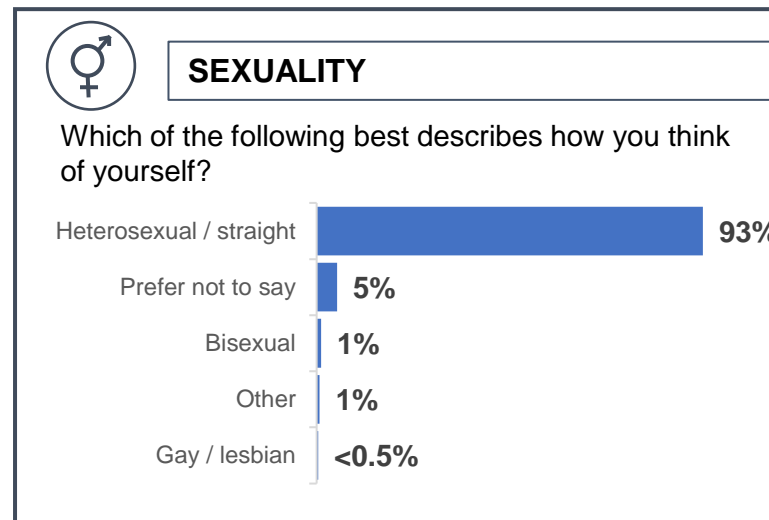 SEXUALITY
Which of the following best describes how you think
of yourself?
Heterosexual / straight 93%
Prefer not to say 5%
Bisexual 1%
Other 1%
Gay / lesbian <0.5%